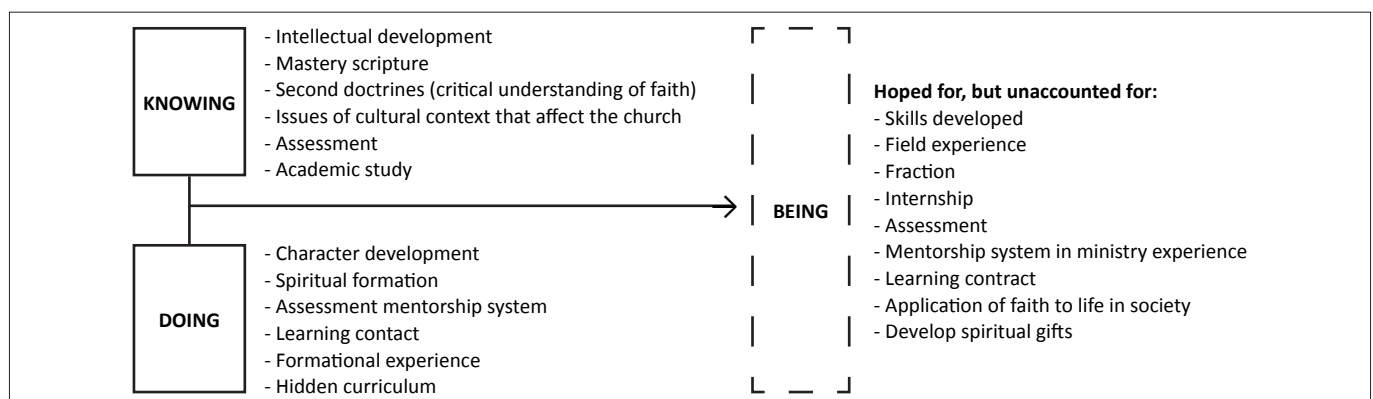 KNOWING
- Intellectual development
- Mastery scripture
- Second doctrines (critical understanding of faith)
- Issues of cultural context that affect the church
- Assessment
- Academic study
DOING
- Character development
- Spiritual formation
- Assessment mentorship system
- Learning contact
- Formational experience
- Hidden curriculum
BEING
Hoped for, but unaccounted for:
- Skills developed
- Field experience
- Fraction
- Internship
- Assessment
- Mentorship system in ministry experience
- Learning contract
- Application of faith to life in society
- Develop spiritual gifts